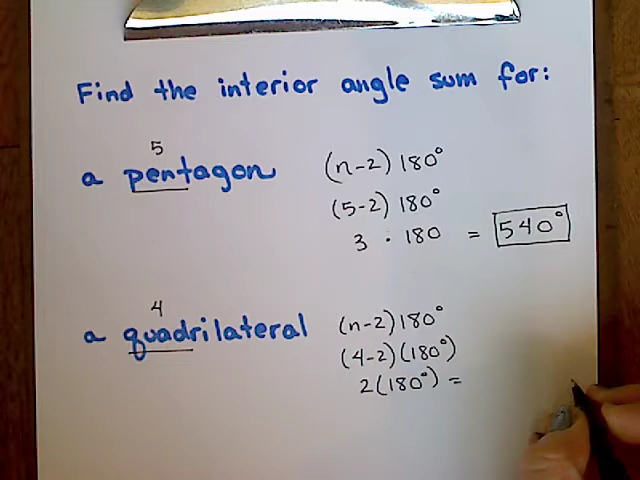 Find the interior angle sum for:
5
a pentagon (n-2) 180°
(5-2) 180°
3 · 180 = 540°
4
a quadrilateral (n-2) 180°
(4-2)(180°)
2(180°) =